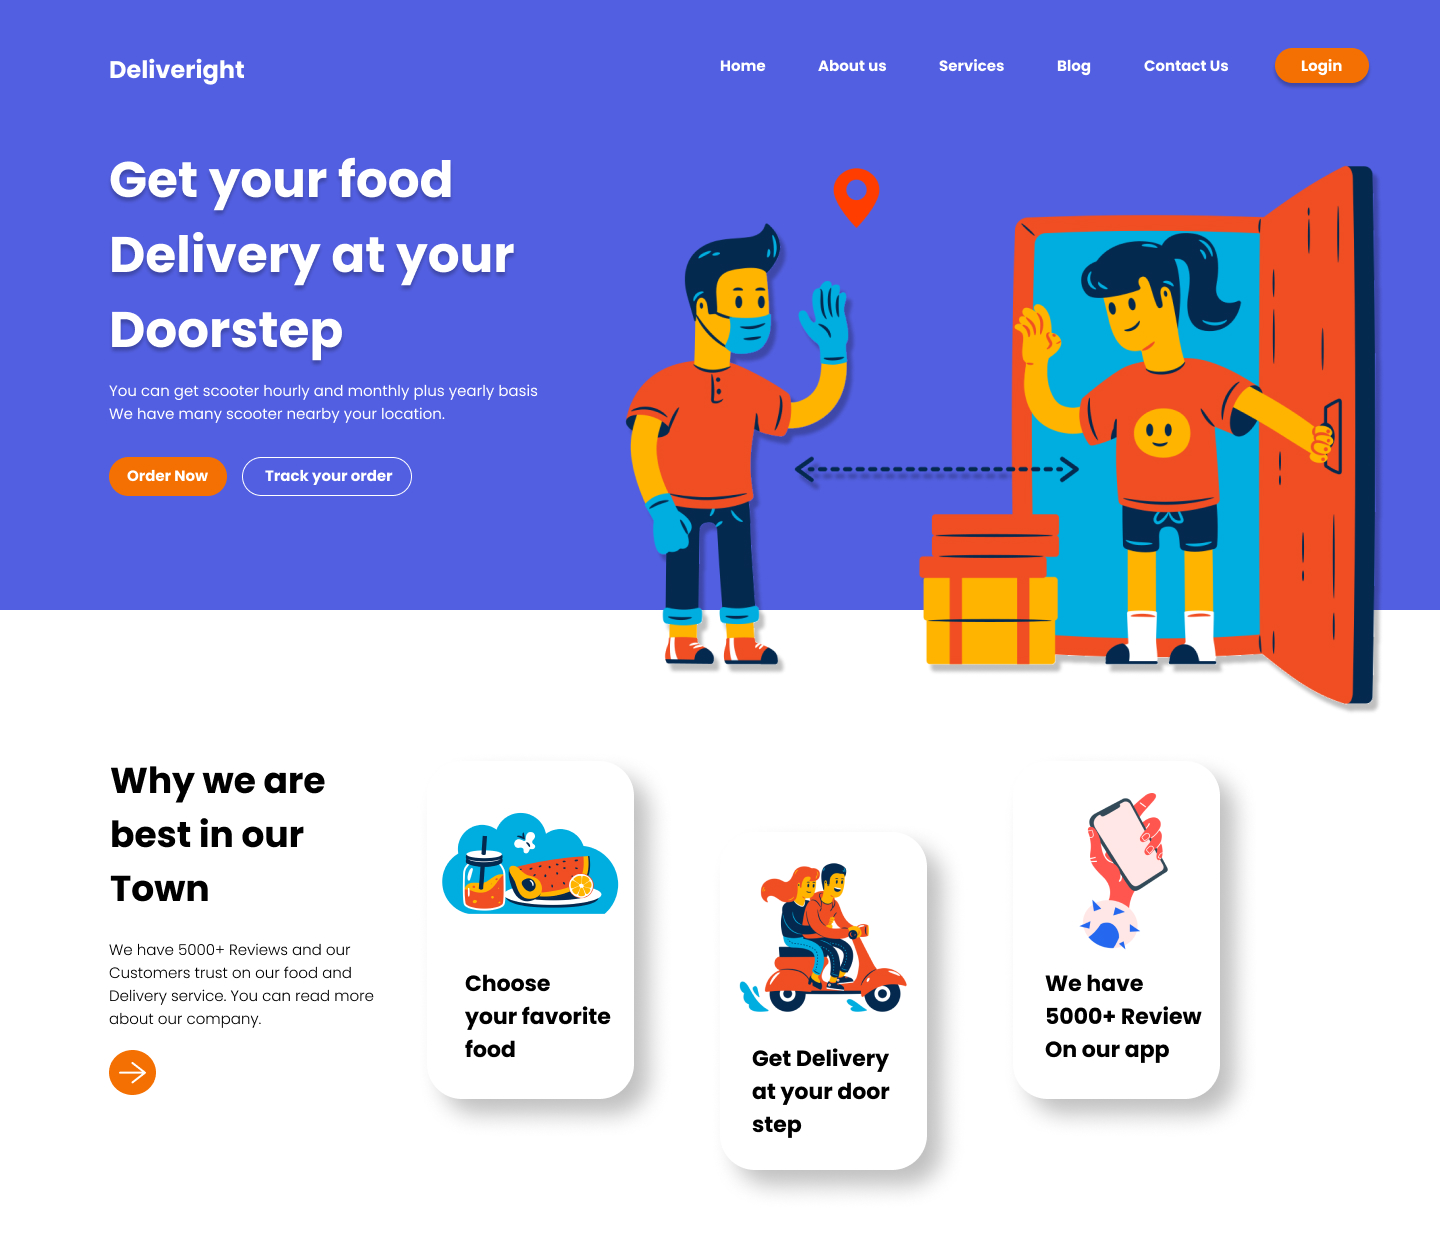 Deliveright
Home
About us
Services
Blog
Contact Us
Login
Get your food
Delivery at your
Doorstep
You can get scooter hourly and monthly plus yearly basis
We have many scooter nearby your location.
Order Now
Track your order
Why we are
best in our
Town
We have 5000+ Reviews and our
Customers trust on our food and
Delivery service. You can read more
about our company.
Choose
your favorite
food
Get Delivery
at your door
step
We have
5000+ Review
On our app